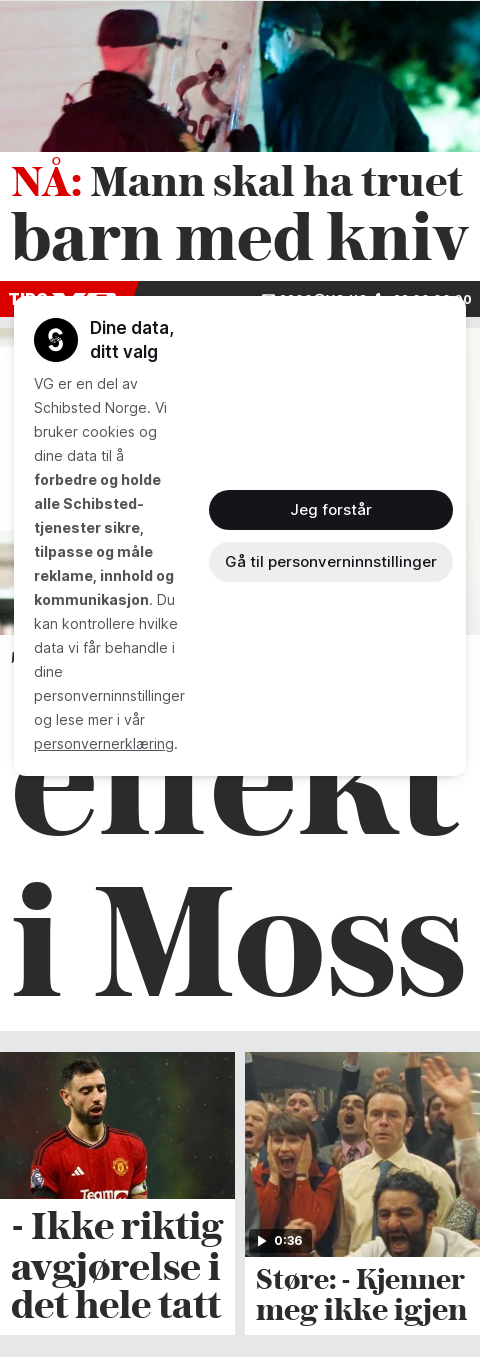 NÅ: Mann skal ha truet
barn med kniv
Dine data,
ditt valg
VG er en del av
Schibsted Norge. Vi
bruker cookies og
dine data til å
forbedre og holde
alle Schibsted-
tjenester sikre,
tilpasse og måle
reklame, innhold og
kommunikasjon. Du
kan kontrollere hvilke
data vi får behandle i
dine
personverninnstillinger
og lese mer i vår
personvernerklæring.
Jeg forstår
Gå til personverninnstillinger
effekt
i Moss
- Ikke riktig
avgjørelse i
det hele tatt
0:36
Støre: - Kjenner
meg ikke igjen